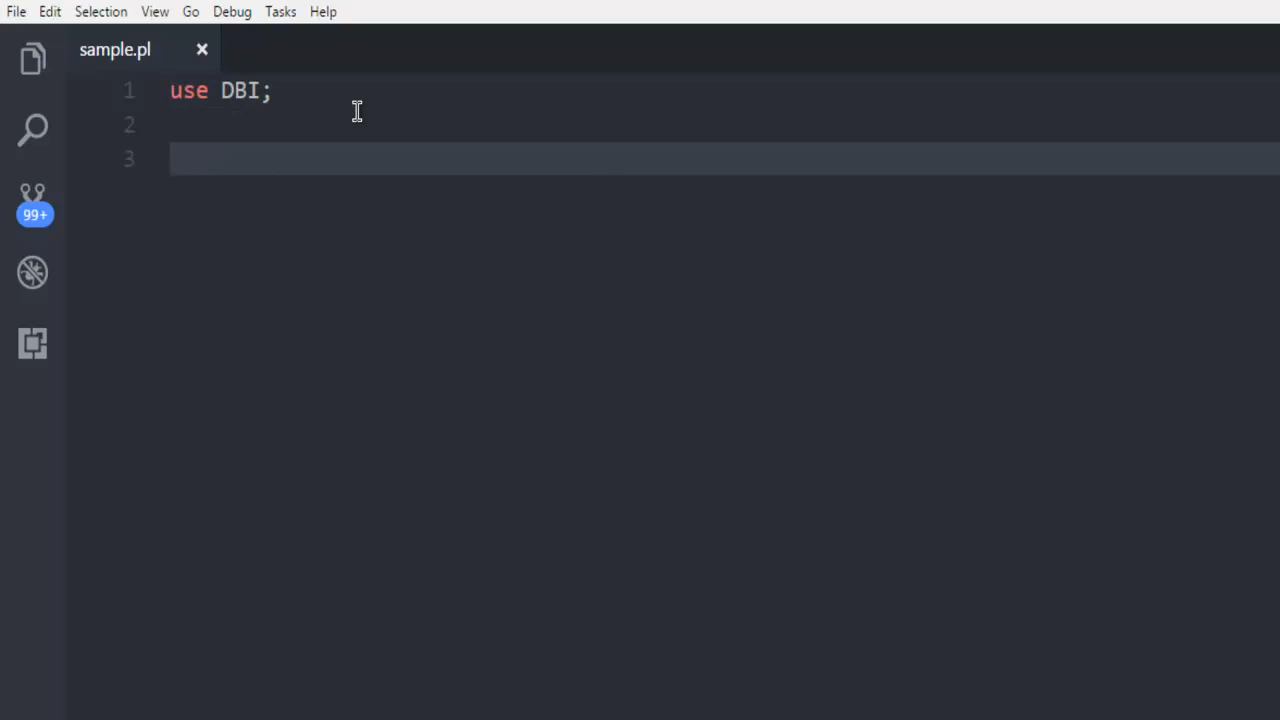 File Edit Selection View Go Debug Tasks Help
sample.pl ×
1 use DBI;
2
3
99+